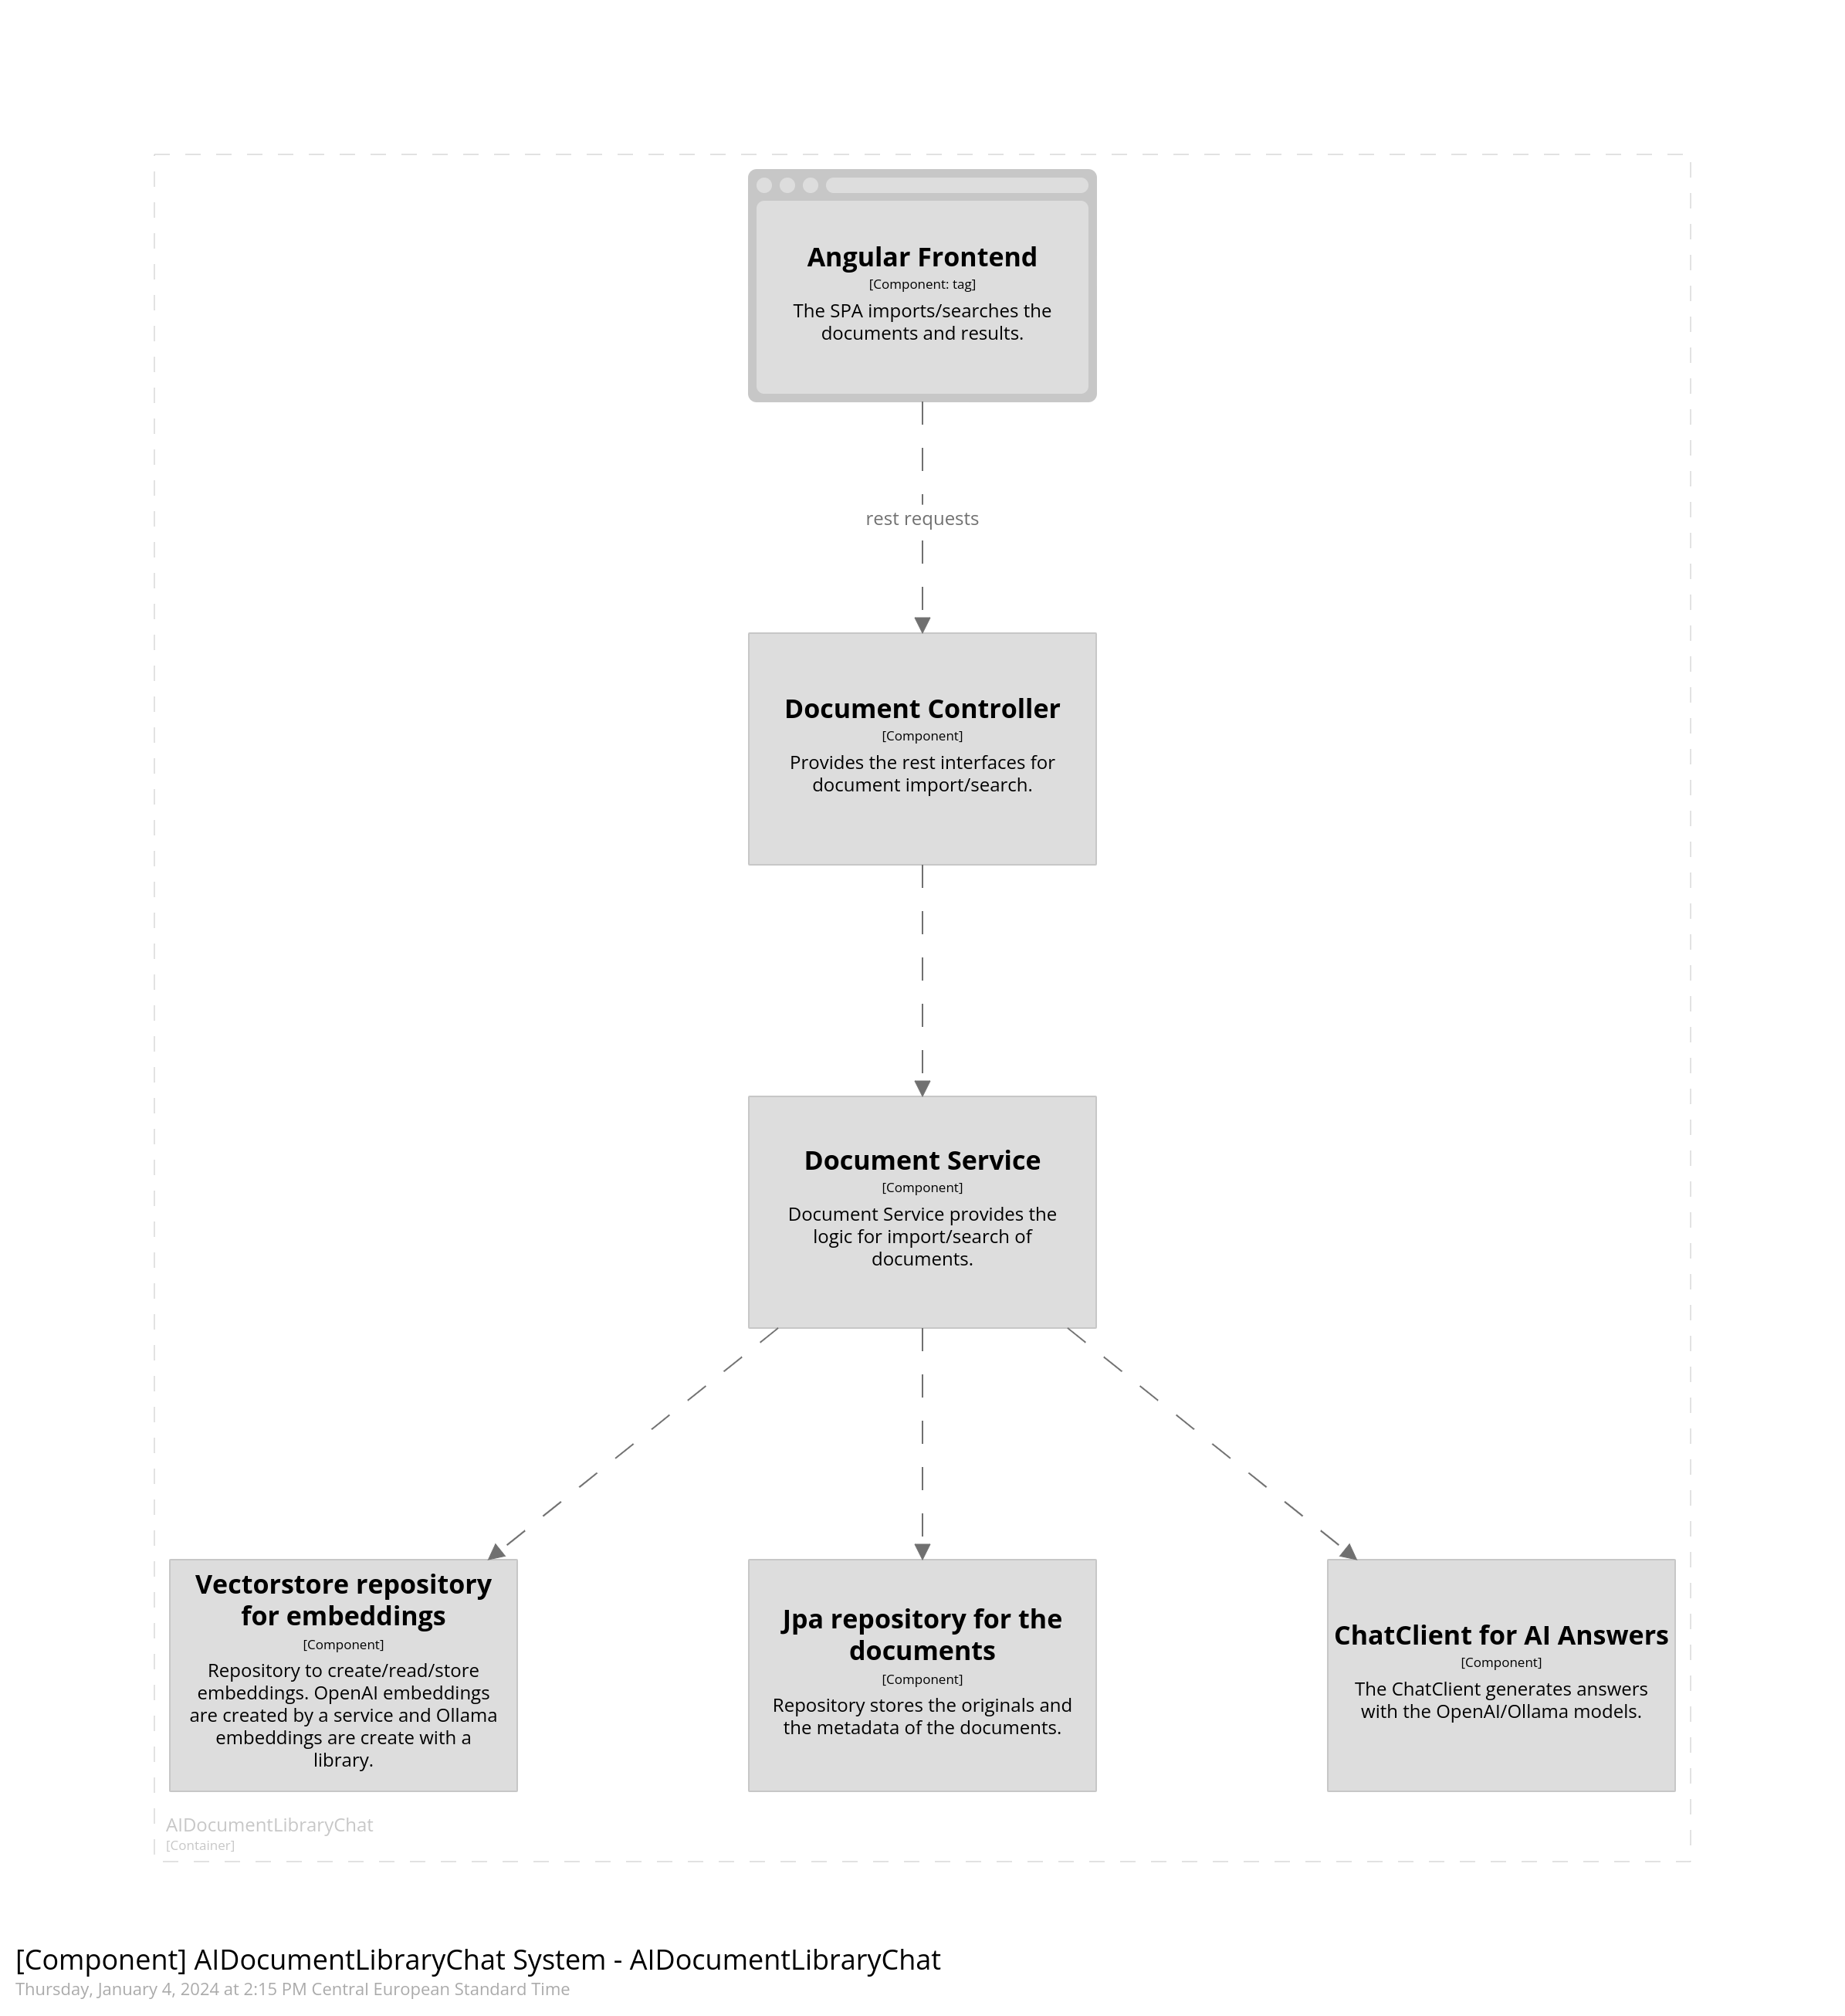 Angular Frontend
[Component: tag]
The SPA imports/searches the
documents and results.
rest requests
Document Controller
[Component]
Provides the rest interfaces for
document import/search.
Document Service
[Component]
Document Service provides the
logic for import/search of
documents.
Vectorstore repository
for embeddings
[Component]
Repository to create/read/store
embeddings. OpenAI embeddings
are created by a service and Ollama
embeddings are create with a
library.
Jpa repository for the
documents
[Component]
Repository stores the originals and
the metadata of the documents.
ChatClient for AI Answers
[Component]
The ChatClient generates answers
with the OpenAI/Ollama models.
AIDocumentLibraryChat
[Container]
[Component] AIDocumentLibraryChat System - AIDocumentLibraryChat
Thursday, January 4, 2024 at 2:15 PM Central European Standard Time